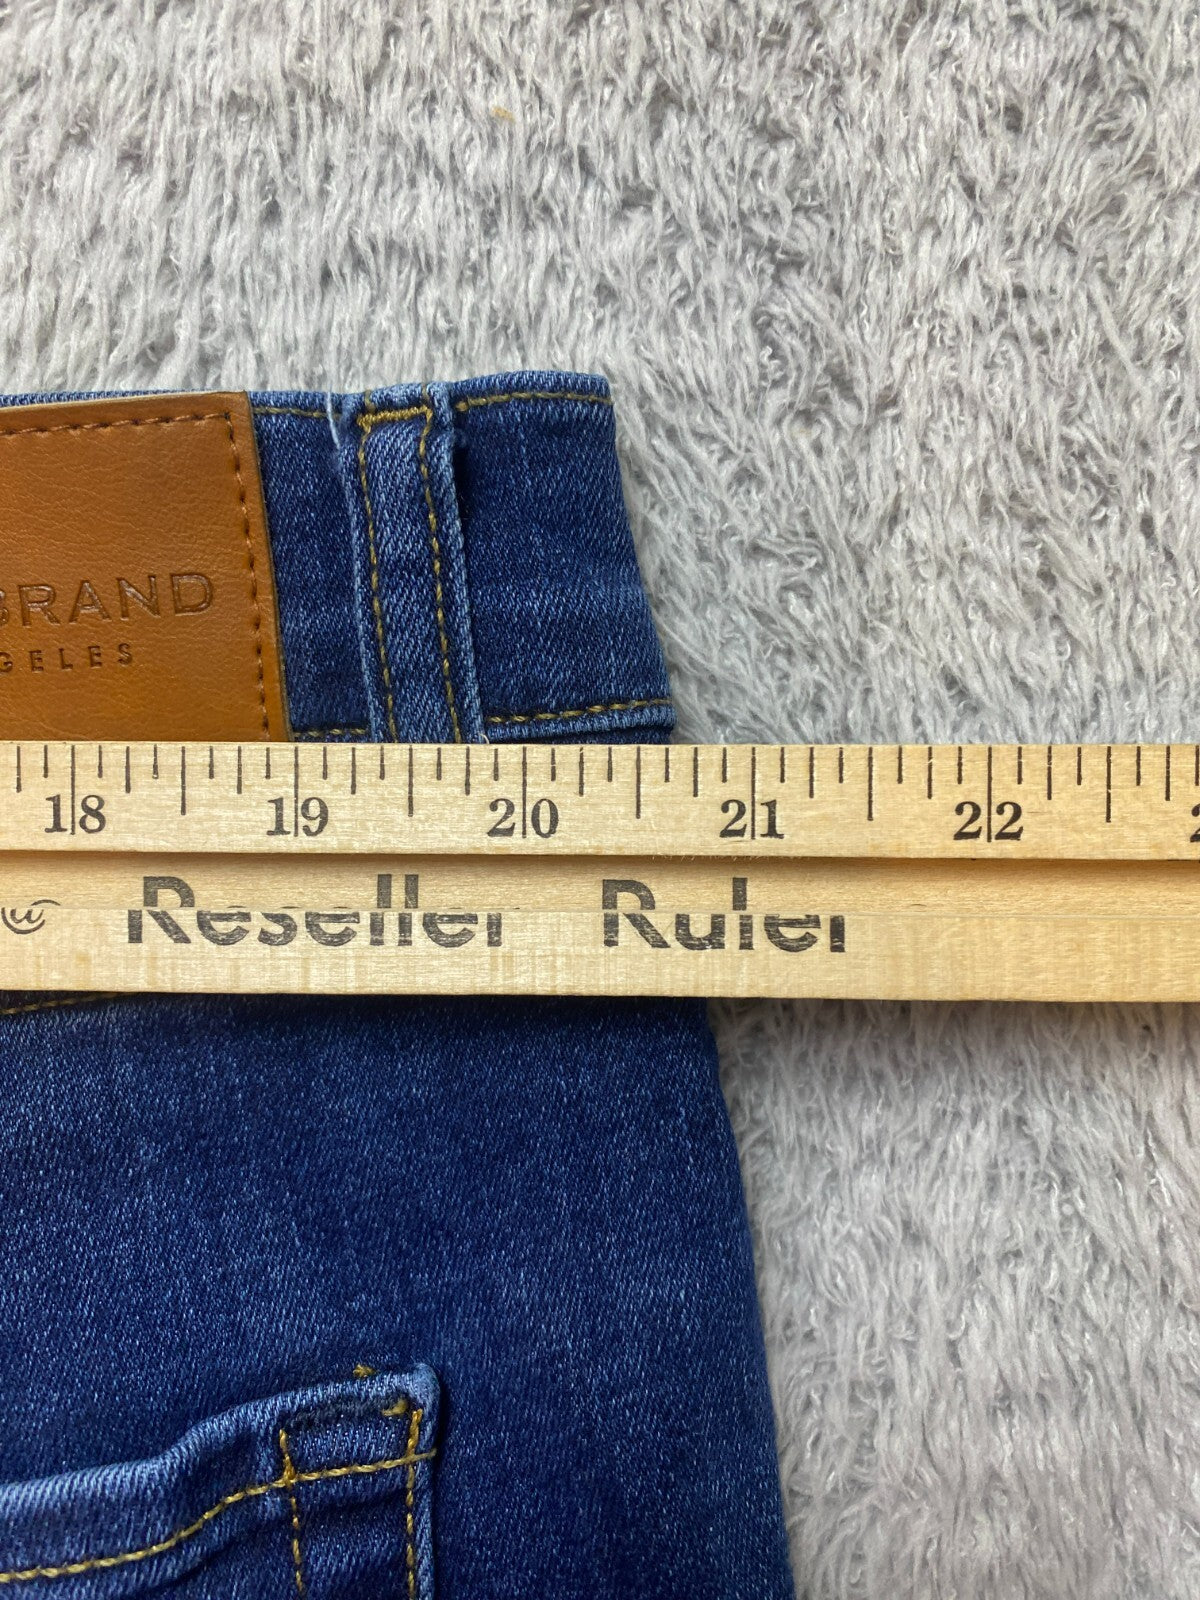 BRAND
GELES
18 19 20 21 22
Reseller Ruler